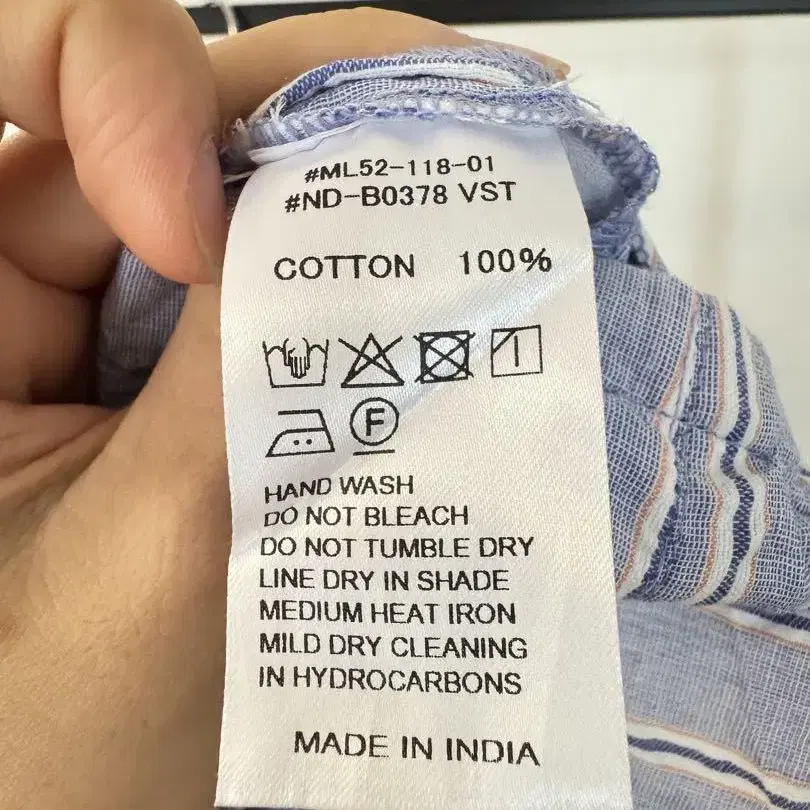 #ML52-118-01
#ND-B0378 VST
COTTON 100%
F
HAND WASH
DO NOT BLEACH
DO NOT TUMBLE DRY
LINE DRY IN SHADE
MEDIUM HEAT IRON
MILD DRY CLEANING
IN HYDROCARBONS
MADE IN INDIA